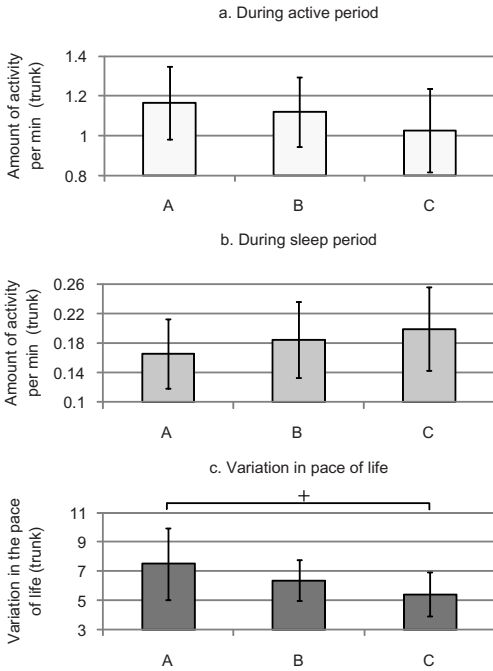 a. During active period
Amount of activity
per min (trunk)
1.4
1.2
1
0.8
A B C
b. During sleep period
Amount of activity
per min (trunk)
0.26
0.22
0.18
0.14
0.1
A B C
c. Variation in pace of life
Variation in the pace
of life (trunk)
11
9
7
5
3
+
A B C